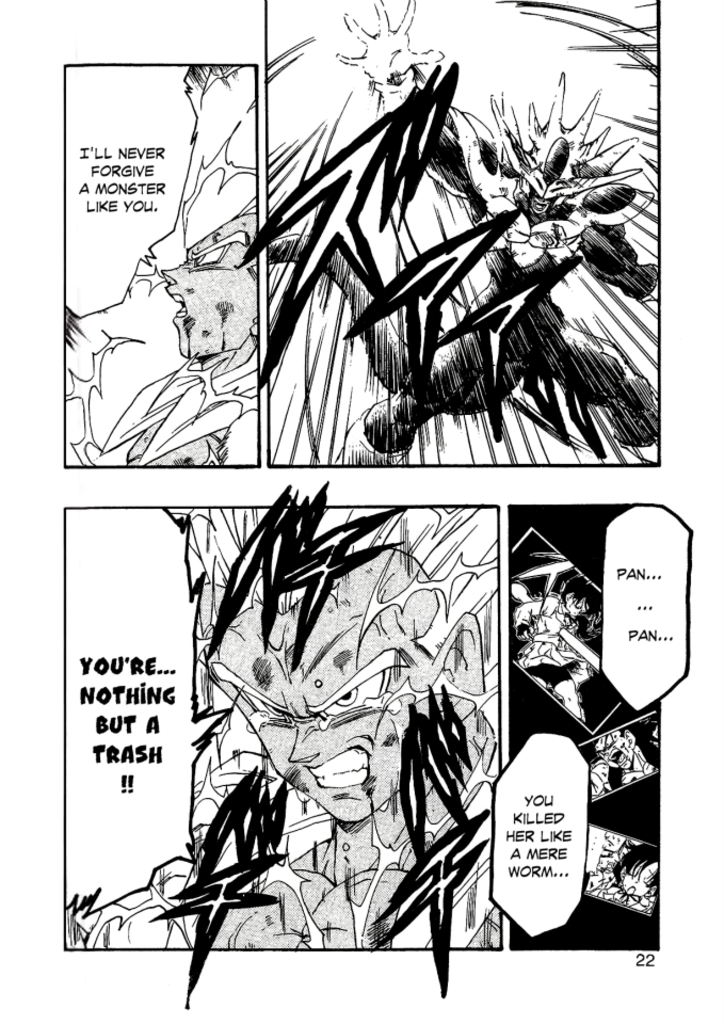 I'LL NEVER
FORGIVE
A MONSTER
LIKE YOU.
PAN...
...
PAN...
YOU
KILLED
HER LIKE
A MERE
WORM...
YOU'RE...
NOTHING
BUT A
TRASH
!!
22